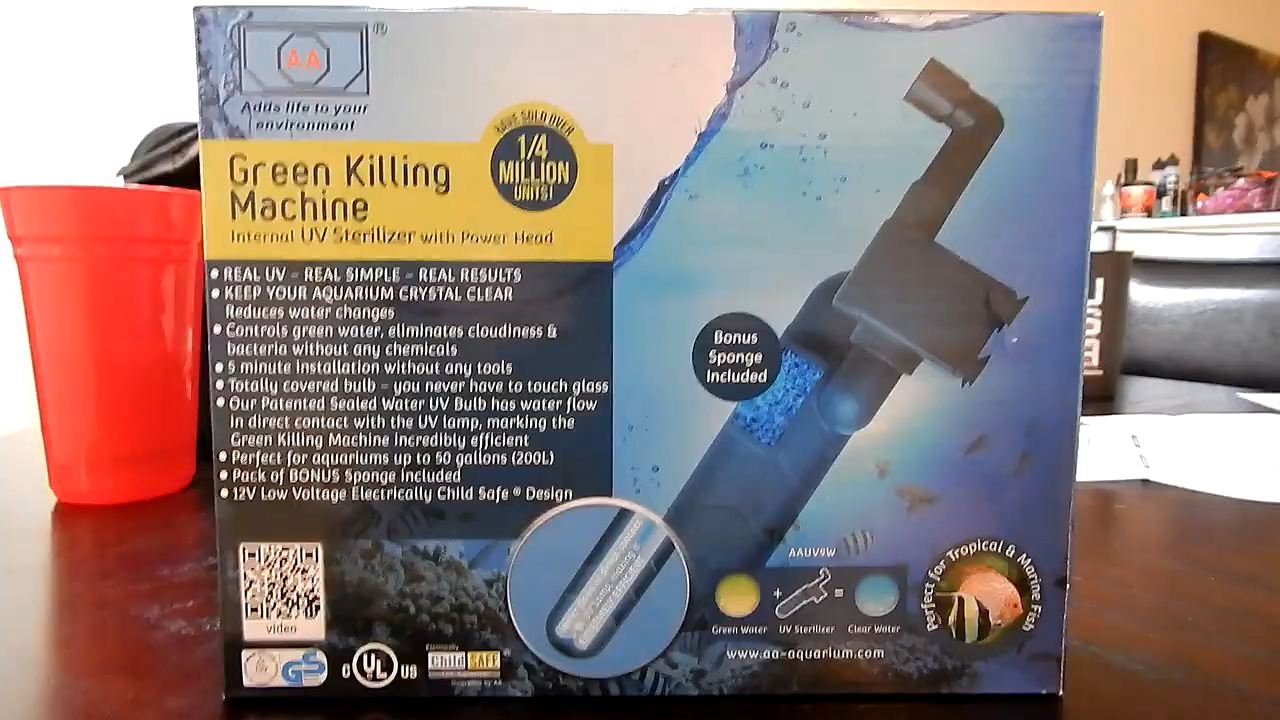 AA
®
Adds life to your
environment
HAVE SOLD OVER
1/4
MILLION
UNITS!
Green Killing
Machine
Internal UV Sterilizer with Power Head
• REAL UV - REAL SIMPLE - REAL RESULTS
• KEEP YOUR AQUARIUM CRYSTAL CLEAR
Reduces water changes
• Controls green water, eliminates cloudiness &
bacteria without any chemicals
• 5 minute installation without any tools
• Totally covered bulb - you never have to touch glass
• Our Patented Sealed Water UV Bulb has water flow
in direct contact with the UV lamp, marking the
Green Killing Machine incredibly efficient
• Perfect for aquariums up to 50 gallons (200L)
• Pack of BONUS Sponge included
• 12V Low Voltage Electrically Child Safe ® Design
Bonus
Sponge
Included
video
GS
C UL US
Electrically
Child SAFE ®
AAUV9W
+ =
Green Water UV Sterilizer Clear Water
www.aa-aquarium.com
Perfect for Tropical & Marine Fish